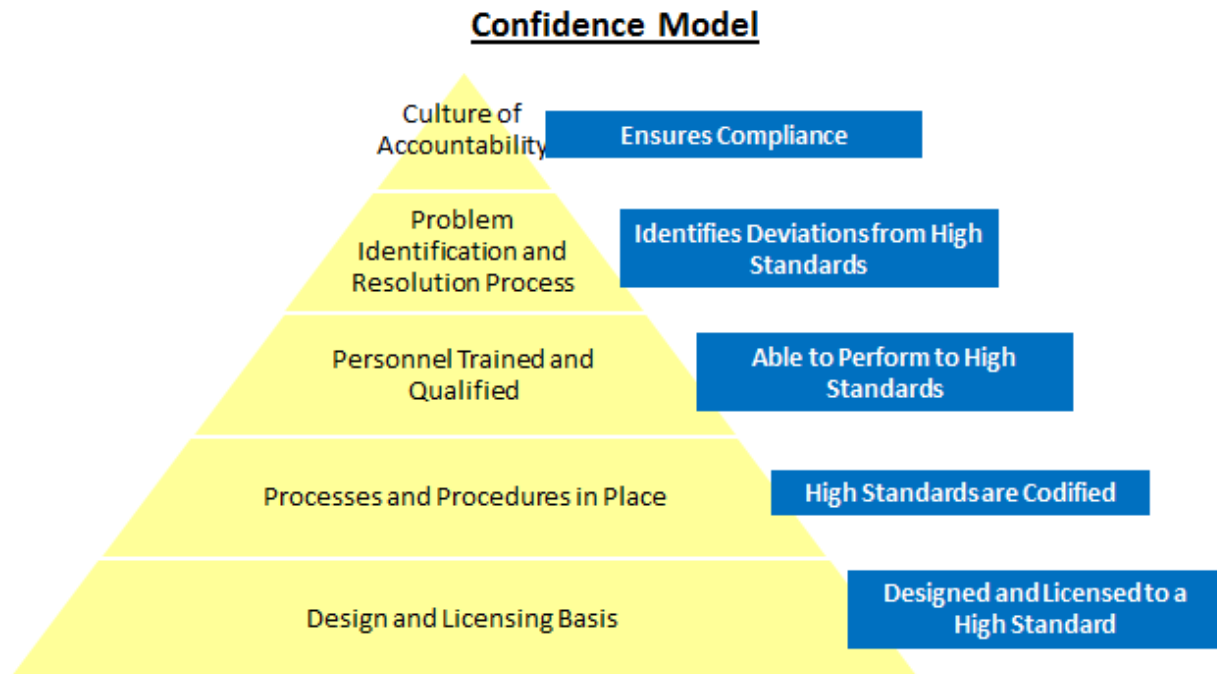 Confidence Model
Culture of
Accountability
Ensures Compliance
Problem
Identification and
Resolution Process
Identifies Deviations from High
Standards
Personnel Trained and
Qualified
Able to Perform to High
Standards
Processes and Procedures in Place
High Standards are Codified
Design and Licensing Basis
Designed and Licensed to a
High Standard